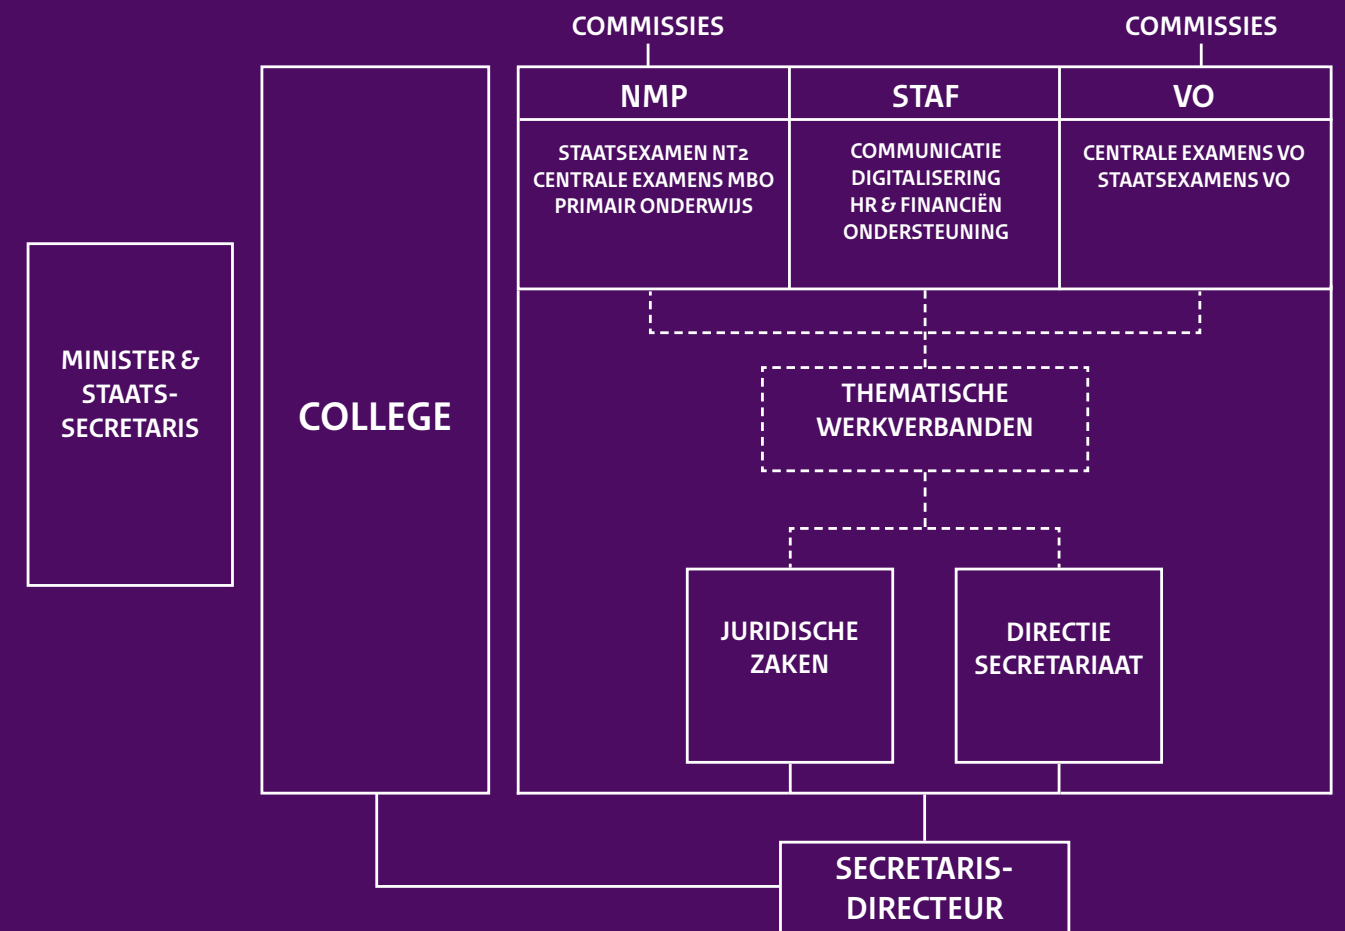 COMMISSIES
COMMISSIES
NMP
STAF
VO
STAATSEXAMEN NT2
CENTRALE EXAMENS MBO
PRIMAIR ONDERWIJS
COMMUNICATIE
DIGITALISERING
HR & FINANCIËN
ONDERSTEUNING
CENTRALE EXAMENS VO
STAATSEXAMENS VO
MINISTER &
STAATS-
SECRETARIS
COLLEGE
THEMATISCHE
WERKVERBANDEN
JURIDISCHE
ZAKEN
DIRECTIE
SECRETARIAAT
SECRETARIS-
DIRECTEUR